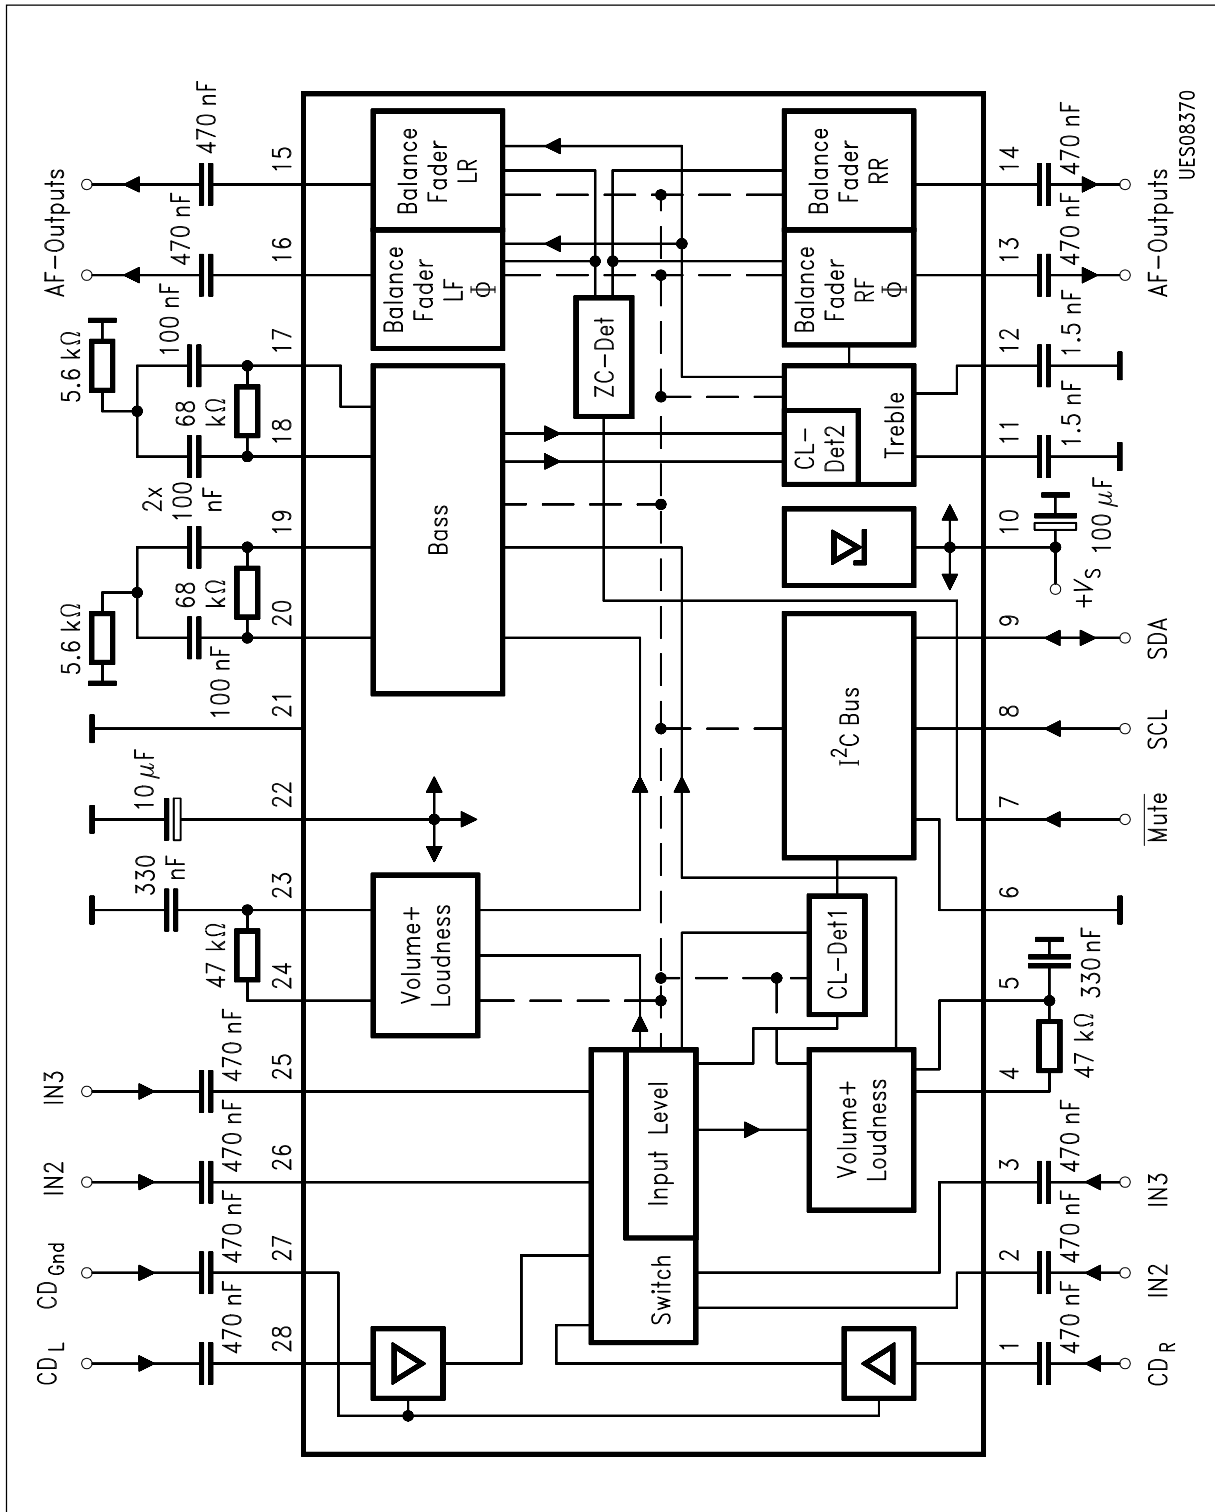 AF–Outputs
470 nF
15
470 nF
16
5.6 kΩ
100 nF
17
68
kΩ
18
2x
100
nF
19
68
kΩ
20
5.6 kΩ
100 nF
21
10 μF
22
330
nF
23
47 kΩ
24
IN3
470 nF
25
IN2
470 nF
26
CD Gnd
470 nF
27
CD L
470 nF
28
Balance
Fader
LR
Balance
Fader
LF
Φ
Bass
Volume+
Loudness
ZC–Det
Input Level
Switch
Balance
Fader
RR
Balance
Fader
RF
Φ
CL–
Det2
Treble
I²C Bus
CL–Det1
Volume+
Loudness
14
470 nF
13
470 nF
AF–Outputs
12
1.5 nF
11
1.5 nF
10
100 μF
+VS
9
SDA
8
SCL
7
Mute
6
5
330 nF
4
47 kΩ
3
470 nF
IN3
2
470 nF
IN2
1
470 nF
CD R
UES08370